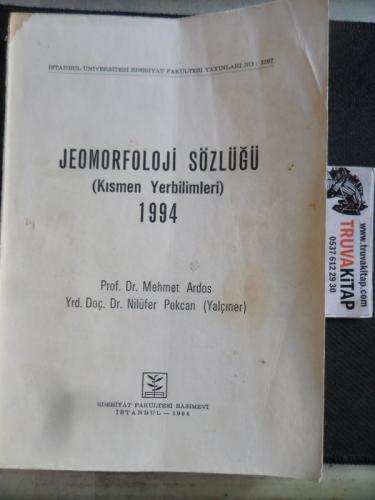 İSTANBUL ÜNİVERSİTESİ EDEBİYAT FAKÜLTESİ YAYINLARI NO : 3297
JEOMORFOLOJİ SÖZLÜĞÜ
(Kısmen Yerbilimleri)
1994
Prof. Dr. Mehmet Ardos
Yrd. Doç. Dr. Nilüfer Pekcan (Yalçıner)
EDEBİYAT FAKÜLTESİ BASIMEVİ
İSTANBUL — 1994
www.truvakitap.com
TRUVAKİTAP
0537 612 29 30